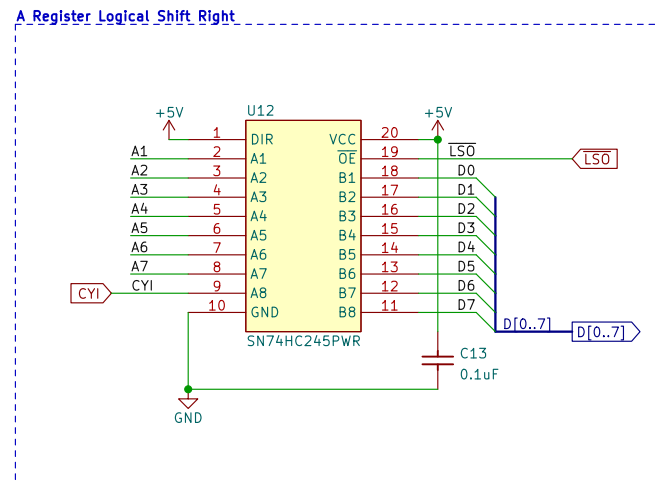 A Register Logical Shift Right
U12
+5V
+5V
1 DIR VCC 20
A1 2 A1 OE 19 LSO LSO
A2 3 A2 B1 18 D0
A3 4 A3 B2 17 D1
A4 5 A4 B3 16 D2
A5 6 A5 B4 15 D3
A6 7 A6 B5 14 D4
A7 8 A7 B6 13 D5
CYI CYI 9 A8 B7 12 D6
10 GND B8 11 D7
D[0..7] D[0..7]
SN74HC245PWR
C13
0.1uF
GND